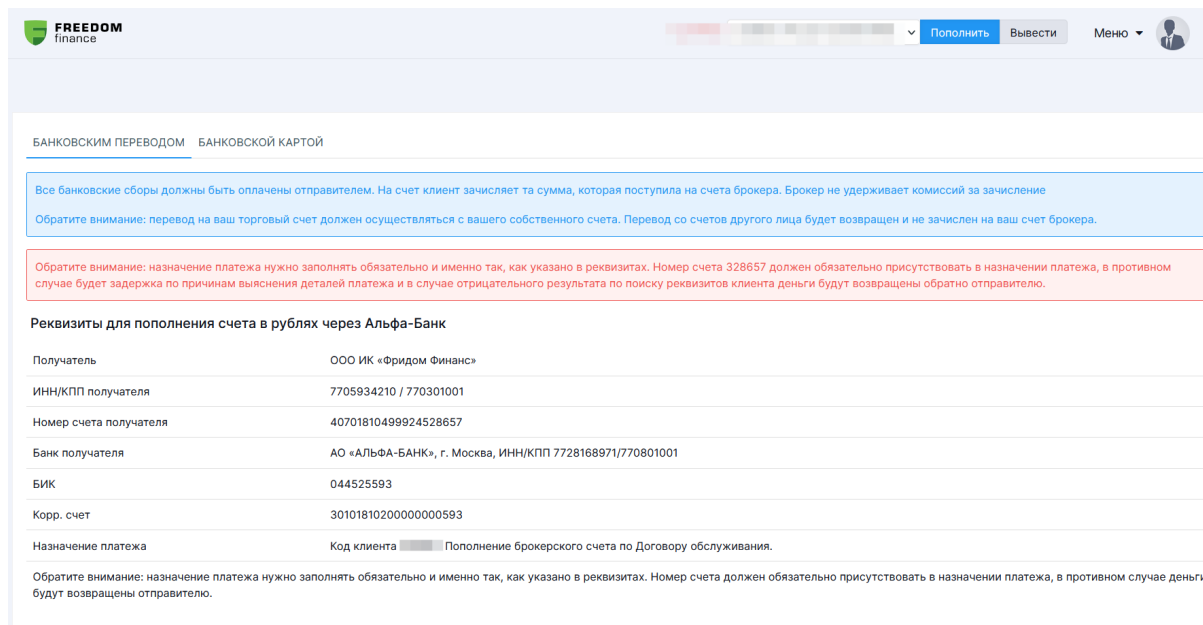 FREEDOM
finance
Пополнить
Вывести
Меню
БАНКОВСКИМ ПЕРЕВОДОМ
БАНКОВСКОЙ КАРТОЙ
Все банковские сборы должны быть оплачены отправителем. На счет клиент зачисляет та сумма, которая поступила на счета брокера. Брокер не удерживает комиссий за зачисление
Обратите внимание: перевод на ваш торговый счет должен осуществляться с вашего собственного счета. Перевод со счетов другого лица будет возвращен и не зачислен на ваш счет брокера.
Обратите внимание: назначение платежа нужно заполнять обязательно и именно так, как указано в реквизитах. Номер счета 328657 должен обязательно присутствовать в назначении платежа, в противном
случае будет задержка по причинам выяснения деталей платежа и в случае отрицательного результата по поиску реквизитов клиента деньги будут возвращены обратно отправителю.
Реквизиты для пополнения счета в рублях через Альфа-Банк
Получатель ООО ИК «Фридом Финанс»
ИНН/КПП получателя 7705934210 / 770301001
Номер счета получателя 40701810499924528657
Банк получателя АО «АЛЬФА-БАНК», г. Москва, ИНН/КПП 7728168971/770801001
БИК 044525593
Корр. счет 30101810200000000593
Назначение платежа Код клиента Пополнение брокерского счета по Договору обслуживания.
Обратите внимание: назначение платежа нужно заполнять обязательно и именно так, как указано в реквизитах. Номер счета должен обязательно присутствовать в назначении платежа, в противном случае деньги
будут возвращены отправителю.